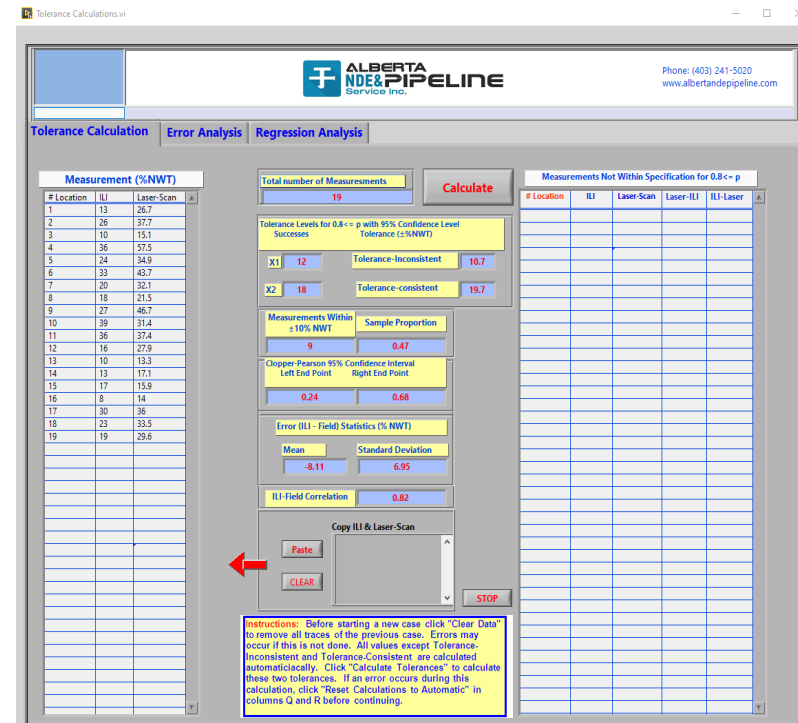 Tolerance Calculations.vi
ALBERTA
NDE&PIPELINE
Service Inc.
Phone: (403) 241-5020
www.albertandepipeline.com
Tolerance Calculation Error Analysis Regression Analysis
Measurement (%NWT)
# Location ILI Laser-Scan
1 13 26.7
2 26 37.7
3 10 15.1
4 36 57.5
5 24 34.9
6 33 43.7
7 20 32.1
8 18 21.5
9 27 46.7
10 39 31.4
11 36 37.4
12 16 27.9
13 10 13.3
14 13 17.1
15 17 15.9
16 8 14
17 30 36
18 23 33.5
19 19 29.6
Total number of Measuresments
19
Calculate
Tolerance Levels for 0.8<= p with 95% Confidence Level
Successes Tolerance (±%NWT)
X1 12 Tolerance-Inconsistent 10.7
X2 18 Tolerance-consistent 19.7
Measurements Within
±10% NWT
Sample Proportion
9 0.47
Clopper-Pearson 95% Confidence Interval
Left End Point Right End Point
0.24 0.68
Error (ILI - Field) Statistics (% NWT)
Mean Standard Deviation
-8.11 6.95
ILI-Field Correlation 0.82
Copy ILI & Laser-Scan
Paste
CLEAR
STOP
Instructions: Before starting a new case click "Clear Data"
to remove all traces of the previous case. Errors may
occur if this is not done. All values except Tolerance-
Inconsistent and Tolerance-Consistent are calculated
automaticiacally. Click "Calculate Tolerances" to calculate
these two tolerances. If an error occurs during this
calculation, click "Reset Calculations to Automatic" in
columns Q and R before continuing.
Measurements Not Within Specification for 0.8<= p
# Location ILI Laser-Scan Laser-ILI ILI-Laser